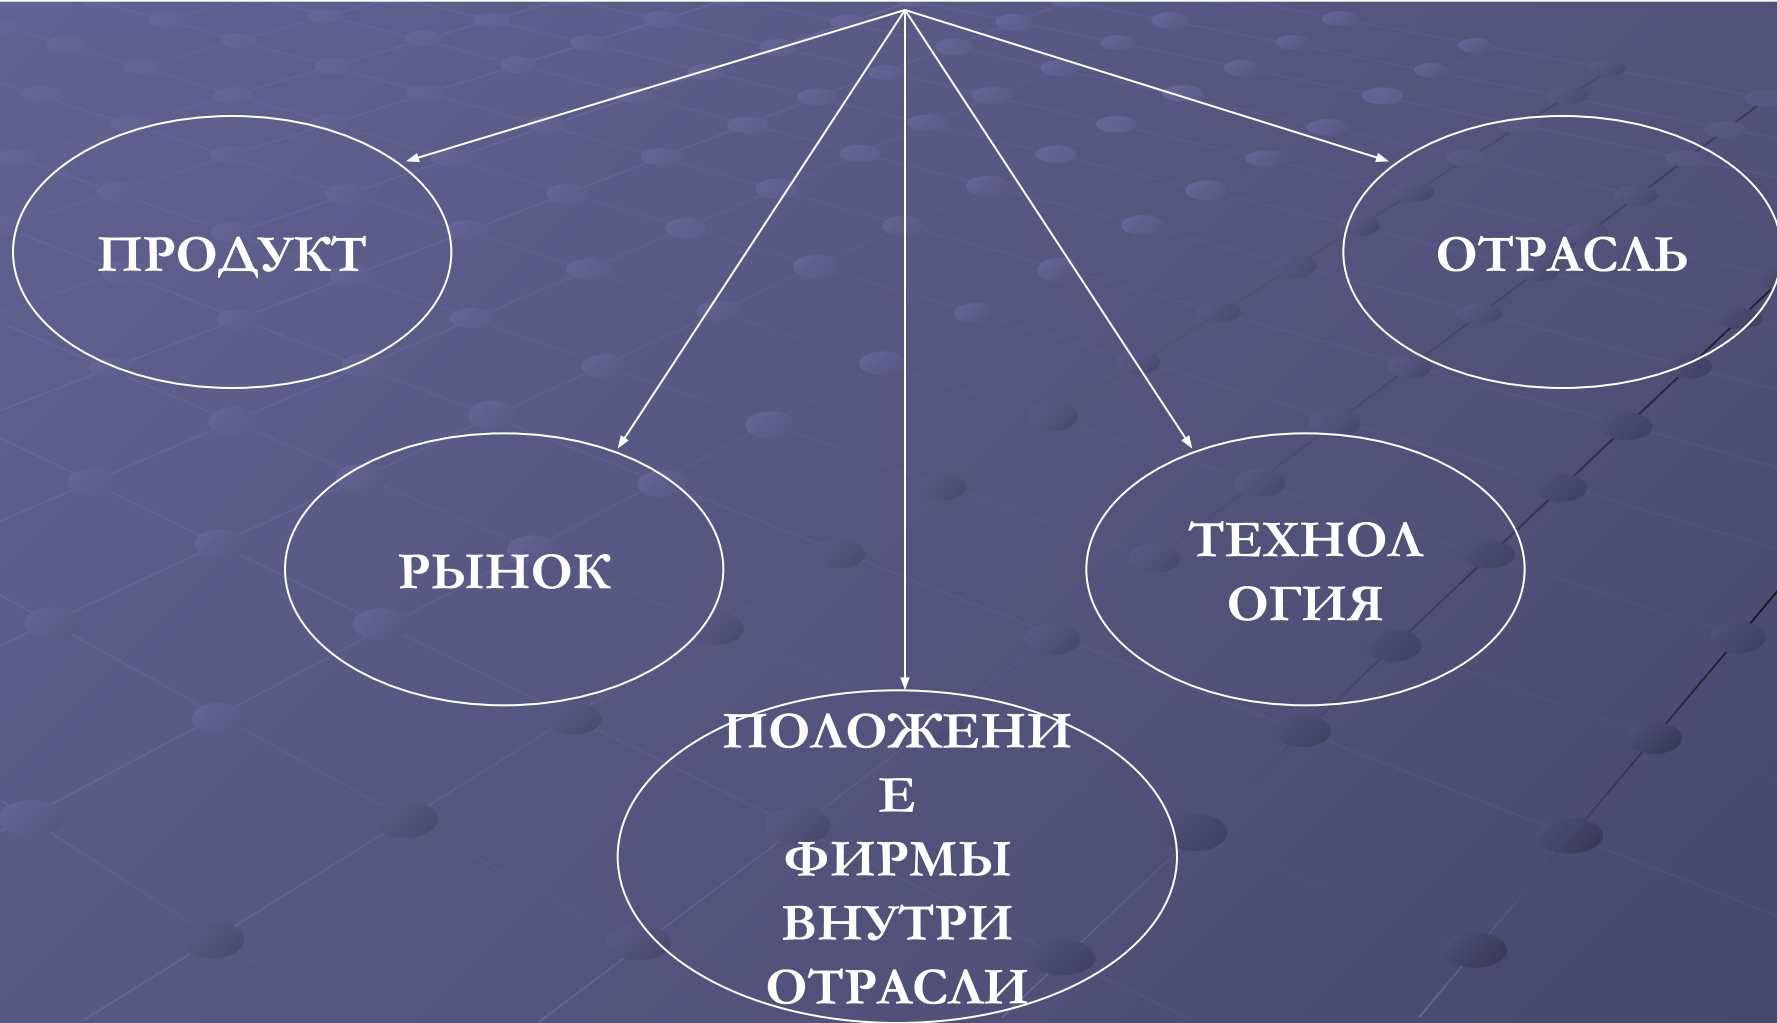 ПРОДУКТ
ОТРАСЛЬ
РЫНОК
ТЕХНОЛ
ОГИЯ
ПОЛОЖЕНИ
Е
ФИРМЫ
ВНУТРИ
ОТРАСЛИ